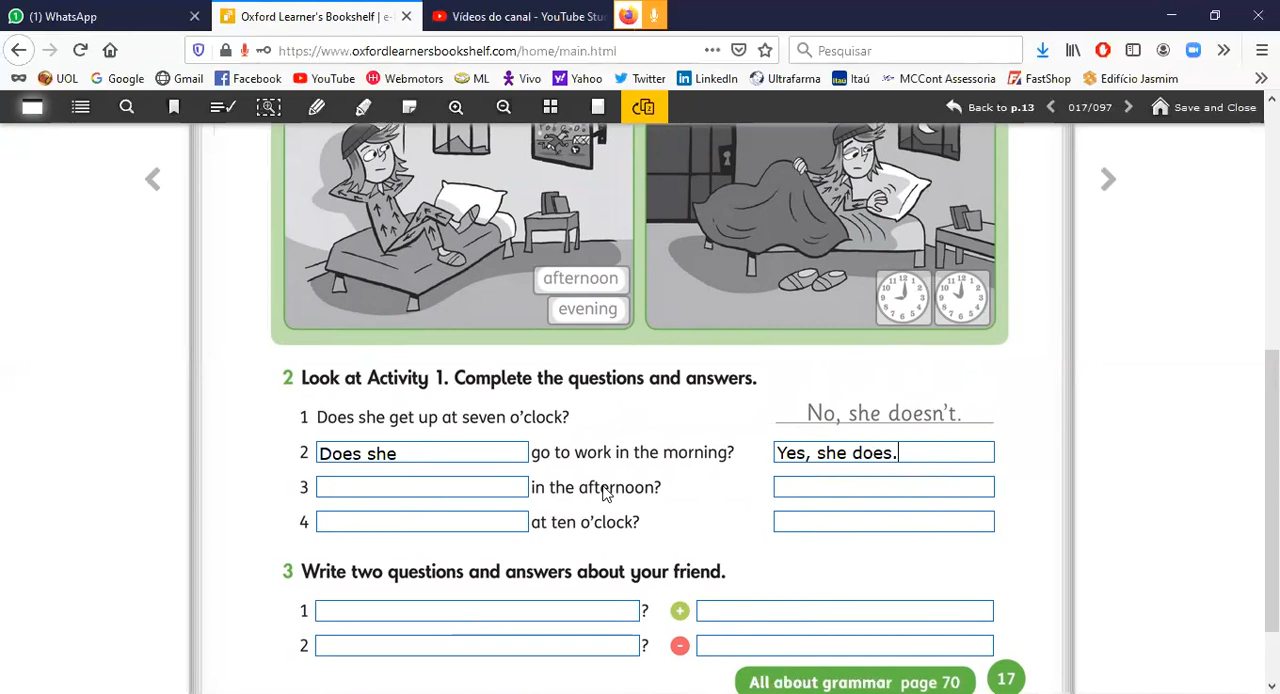 (1) WhatsApp
Oxford Learner's Bookshelf | e-
Vídeos do canal - YouTube Stu
https://www.oxfordlearnersbookshelf.com/home/main.html
Pesquisar
UOL Google Gmail Facebook YouTube Webmotors ML Vivo Yahoo Twitter LinkedIn Ultrafarma Itaú MCCont Assessoria FastShop Edifício Jasmim
Back to p.13 017/097 Save and Close
afternoon
evening
2 Look at Activity 1. Complete the questions and answers.
1 Does she get up at seven o'clock? No, she doesn't.
2 Does she go to work in the morning? Yes, she does.
3 in the afternoon?
4 at ten o'clock?
3 Write two questions and answers about your friend.
1 ? +
2 ? -
All about grammar page 70 17